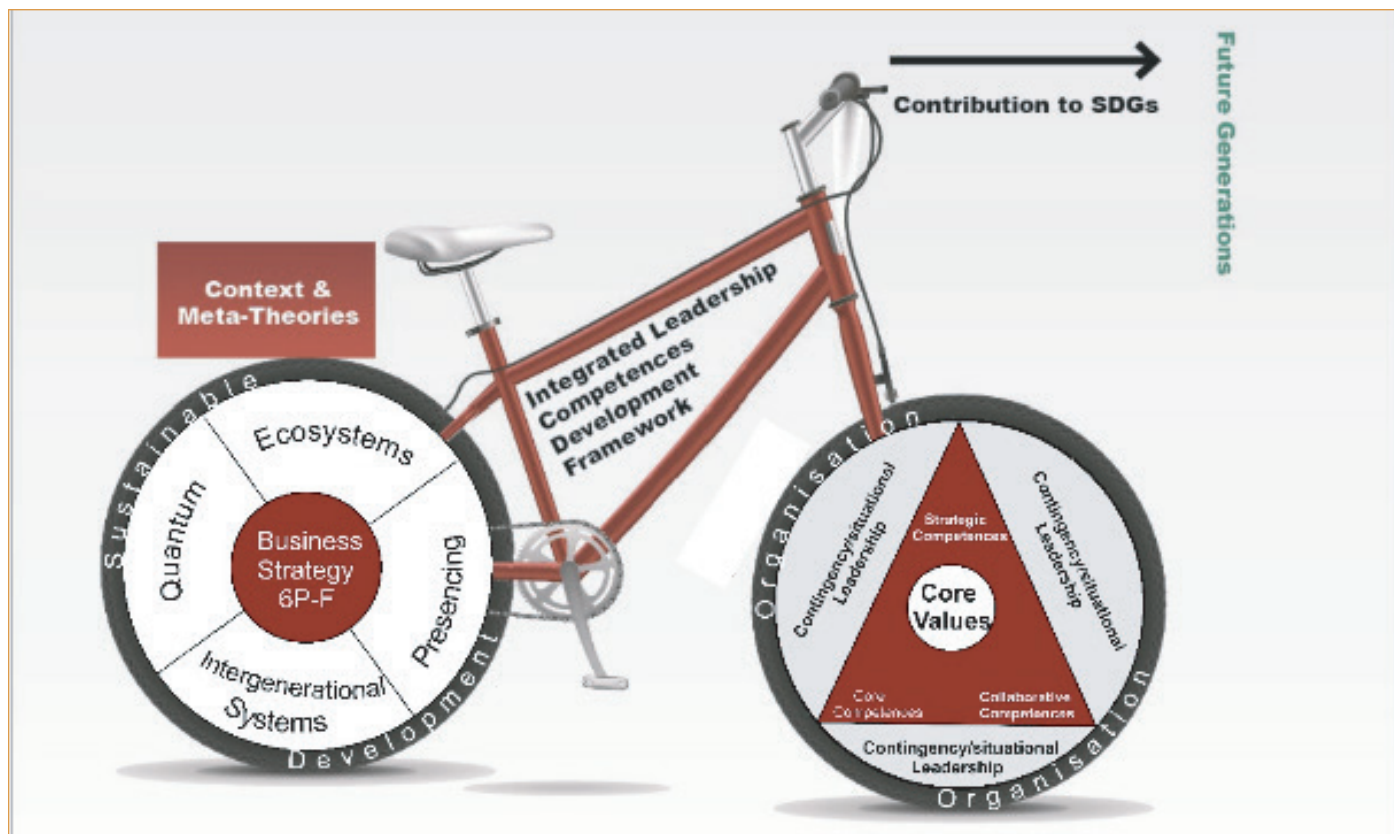 Contribution to SDGs
Future Generations
Context &
Meta-Theories
Integrated Leadership
Competences
Development
Framework
Sustainable
Development
Ecosystems
Quantum
Presencing
Intergenerational
Systems
Business
Strategy
6P-F
Organisation
Organisation
Contingency/situational
Leadership
Contingency/situational
Leadership
Strategic
Competences
Core
Values
Core
Competences
Collaborative
Competences
Contingency/situational
Leadership